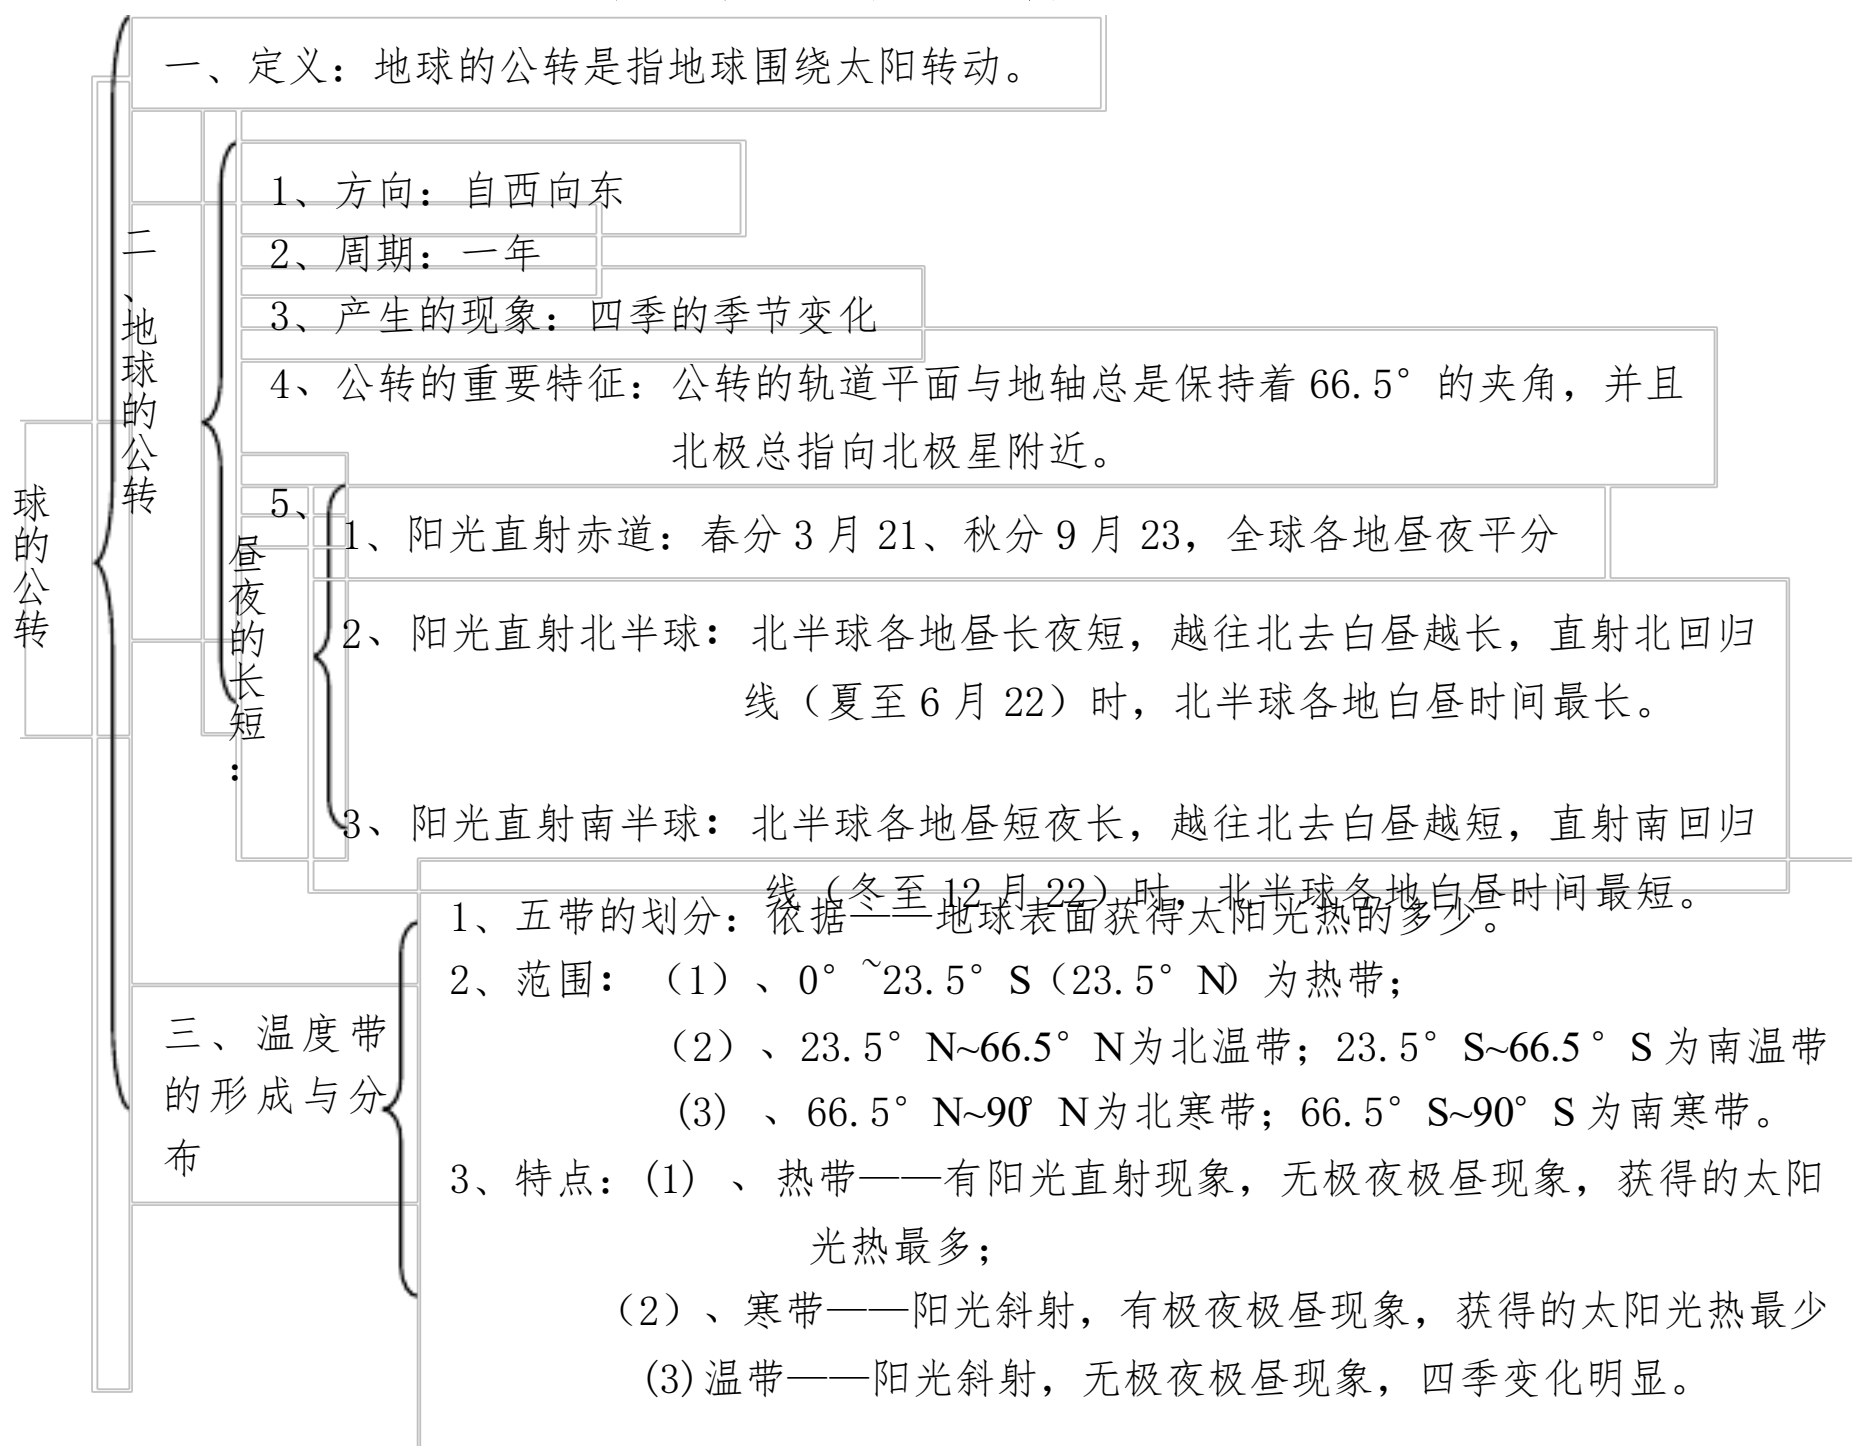 一、定义：地球的公转是指地球围绕太阳转动。
二、地球的公转
1、方向：自西向东
2、周期：一年
3、产生的现象：四季的季节变化
4、公转的重要特征：公转的轨道平面与地轴总是保持着 66.5°的夹角，并且
北极总指向北极星附近。
球的公转
5、
昼夜的长短：
1、阳光直射赤道：春分 3 月 21、秋分 9 月 23，全球各地昼夜平分
2、阳光直射北半球：北半球各地昼长夜短，越往北去白昼越长，直射北回归
线（夏至 6 月 22）时，北半球各地白昼时间最长。
3、阳光直射南半球：北半球各地昼短夜长，越往北去白昼越短，直射南回归
线（冬至 12 月 22）时，北半球各地白昼时间最短。
1、五带的划分：依据——地球表面获得太阳光热的多少。
2、范围：（1）、0°~23.5°S（23.5°N）为热带；
（2）、23.5°N~66.5°N为北温带；23.5°S~66.5°S 为南温带
(3) 、66.5°N~90°N为北寒带；66.5°S~90°S 为南寒带。
三、温度带
的形成与分
布
3、特点：(1) 、热带——有阳光直射现象，无极夜极昼现象，获得的太阳
光热最多；
（2）、寒带——阳光斜射，有极夜极昼现象，获得的太阳光热最少
(3)温带——阳光斜射，无极夜极昼现象，四季变化明显。